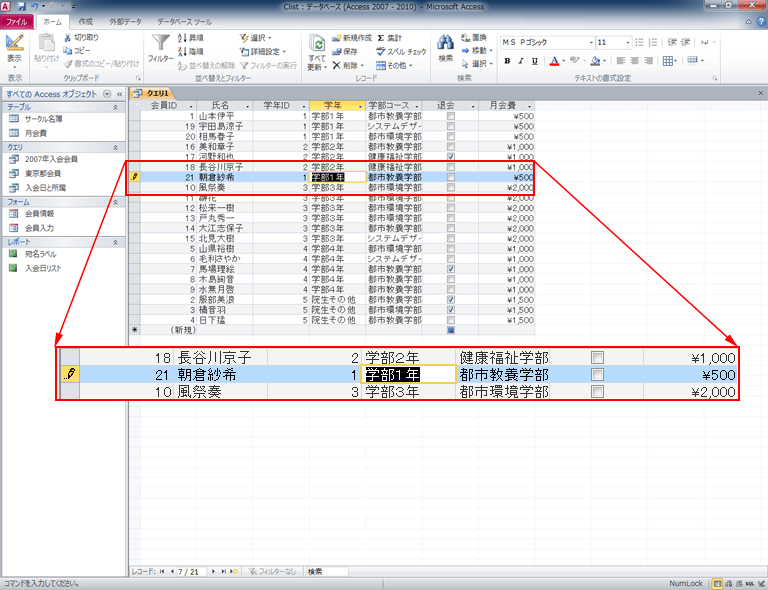 Clist : データベース (Access 2007 - 2010) - Microsoft Access
ファイル ホーム 作成 外部データ データベース ツール
表示
貼り付け
切り取り
コピー
書式のコピー/貼り付け
フィルター
昇順
降順
並べ替えの解除
選択
詳細設定
フィルターの実行
すべて更新
新規作成
保存
削除
集計
スペル チェック
その他
検索
置換
移動
選択
MS Pゴシック 11
B I U
表示 クリップボード 並べ替えとフィルター レコード 検索 テキストの書式設定
すべての Access オブジェクト
テーブル
サークル名簿
月会費
クエリ
2007年入会会員
東京都会員
入会日と所属
フォーム
会員情報
会員入力
レポート
宛名ラベル
入会日リスト
クエリ1
会員ID 氏名 学年ID 学年 学部コース 退会 月会費
1 山本伊平 1 学部1年 都市教養学部 ¥500
19 宇田島涼子 1 学部1年 システムデザイ ¥500
20 相馬春子 1 学部1年 都市環境学部 ¥500
16 美和章子 2 学部2年 都市教養学部 ¥1,000
17 河野和也 2 学部2年 健康福祉学部 ¥1,000
18 長谷川京子 2 学部2年 健康福祉学部 ¥1,000
21 朝倉紗希 1 学部1年 都市教養学部 ¥500
10 風祭奏 3 学部3年 都市環境学部 ¥2,000
11 3 学部3年 都市環境学部 ¥2,000
12 松来一樹 3 学部3年 都市教養学部 ¥2,000
13 戸丸秀一 3 学部3年 都市環境学部 ¥2,000
14 大江志保子 3 学部3年 都市教養学部 ¥2,000
15 北見大樹 3 学部3年 システムデザイ ¥2,000
5 山県裕樹 4 学部4年 都市環境学部 ¥1,000
6 毛利さやか 4 学部4年 システムデザイ ¥1,000
7 馬場理絵 4 学部4年 都市教養学部 ¥1,000
8 木島絢音 4 学部4年 都市教養学部 ¥1,000
9 水無月啓 4 学部4年 都市環境学部 ¥1,000
2 服部美浪 5 院生その他 都市教養学部 ¥1,500
3 橘音羽 5 院生その他 都市教養学部 ¥1,500
4 日下猛 5 院生その他 都市教養学部 ¥1,500
(新規)
18 長谷川京子 2 学部2年 健康福祉学部 ¥1,000
21 朝倉紗希 1 学部1年 都市教養学部 ¥500
10 風祭奏 3 学部3年 都市環境学部 ¥2,000
レコード: 7 / 21 フィルターなし 検索
コマンドを入力してください。 NumLock